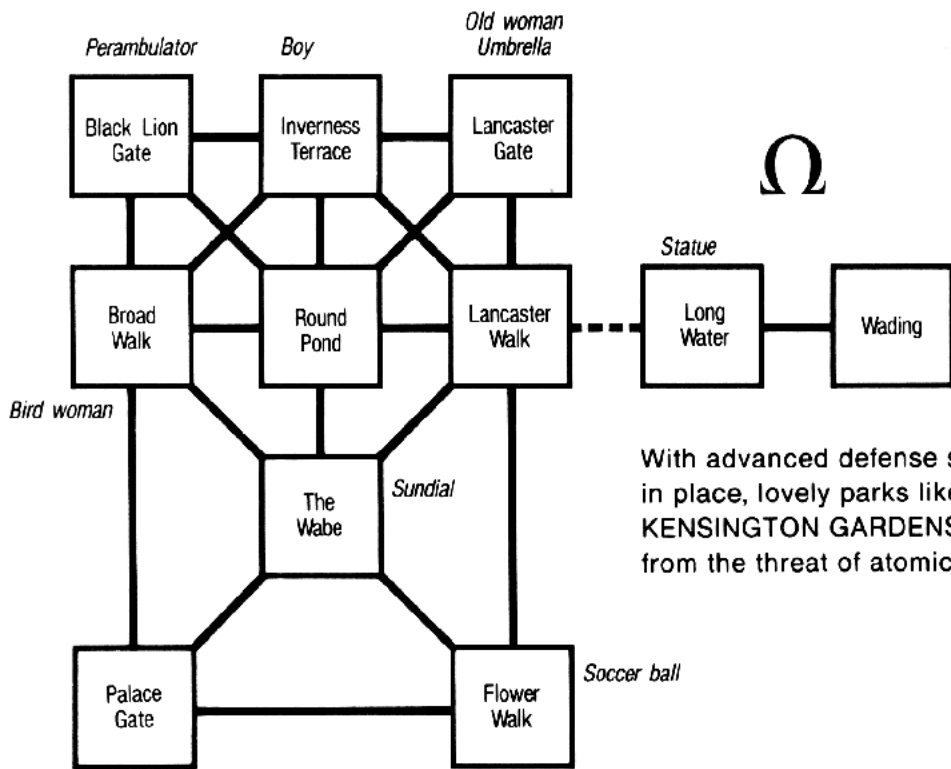 Old woman
Perambulator
Boy
Umbrella
Black Lion
Gate
Inverness
Terrace
Lancaster
Gate
Ω
Statue
Broad
Walk
Round
Pond
Lancaster
Walk
Long
Water
Wading
Bird woman
With advanced defense s
in place, lovely parks like
KENSINGTON GARDENS
from the threat of atomic
The
Wabe
Sundial
Palace
Gate
Flower
Walk
Soccer ball